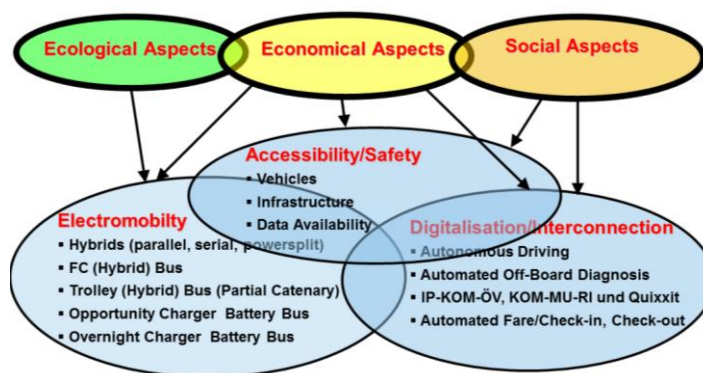 Ecological Aspects
Economical Aspects
Social Aspects
Accessibility/Safety
▪ Vehicles
▪ Infrastructure
▪ Data Availability
Electromobilty
▪ Hybrids (parallel, serial, powersplit)
▪ FC (Hybrid) Bus
▪ Trolley (Hybrid) Bus (Partial Catenary)
▪ Opportunity Charger Battery Bus
▪ Overnight Charger Battery Bus
Digitalisation/Interconnection
▪ Autonomous Driving
▪ Automated Off-Board Diagnosis
▪ IP-KOM-ÖV, KOM-MU-RI und Quixxit
▪ Automated Fare/Check-in, Check-out